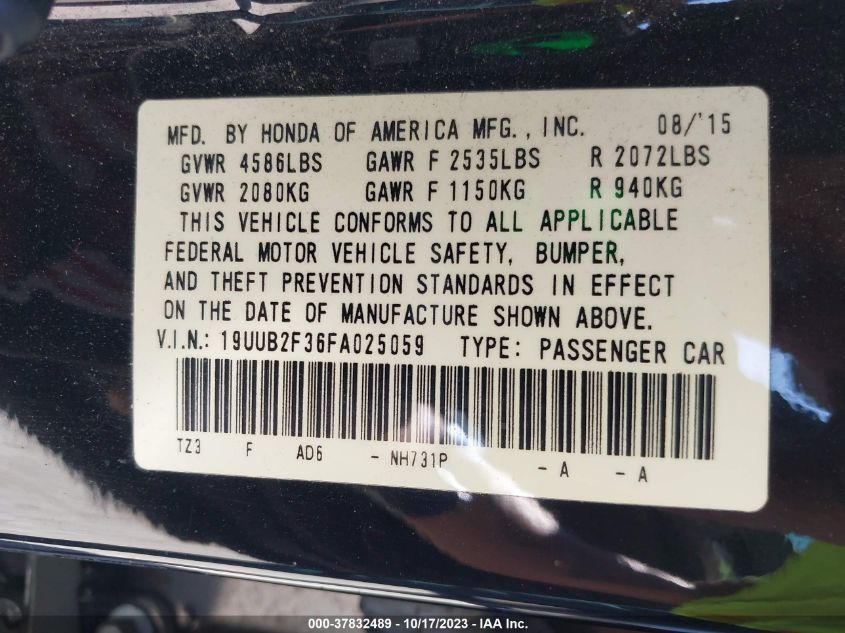 MFD. BY HONDA OF AMERICA MFG., INC. 08/'15
GVWR 4586LBS GAWR F 2535LBS R 2072LBS
GVWR 2080KG GAWR F 1150KG R 940KG
THIS VEHICLE CONFORMS TO ALL APPLICABLE
FEDERAL MOTOR VEHICLE SAFETY, BUMPER,
AND THEFT PREVENTION STANDARDS IN EFFECT
ON THE DATE OF MANUFACTURE SHOWN ABOVE.
V.I.N.: 19UUB2F36FA025059 TYPE: PASSENGER CAR
TZ3 F AD6 - NH731P - A - A
000-37832489 - 10/17/2023 - IAA Inc.